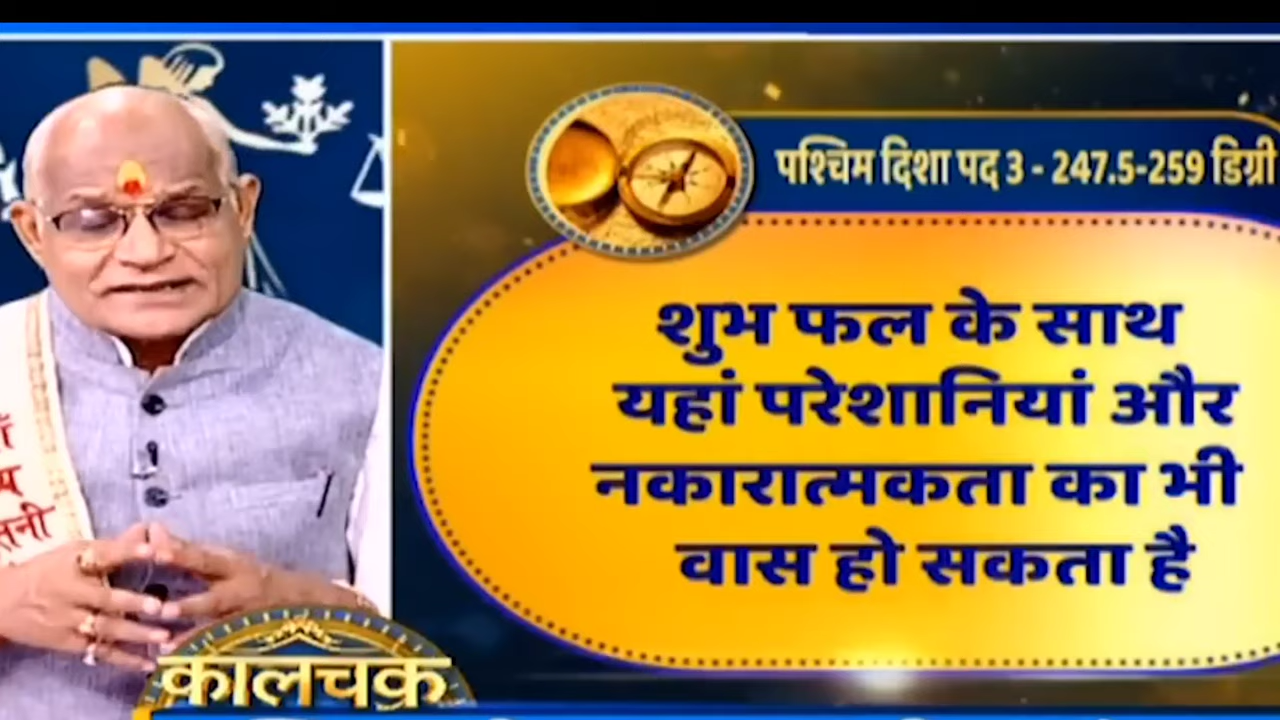 पश्चिम दिशा पद 3 - 247.5-259 डिग्री
शुभ फल के साथ
यहां परेशानियां और
नकारात्मकता का भी
वास हो सकता है
कालचक्र